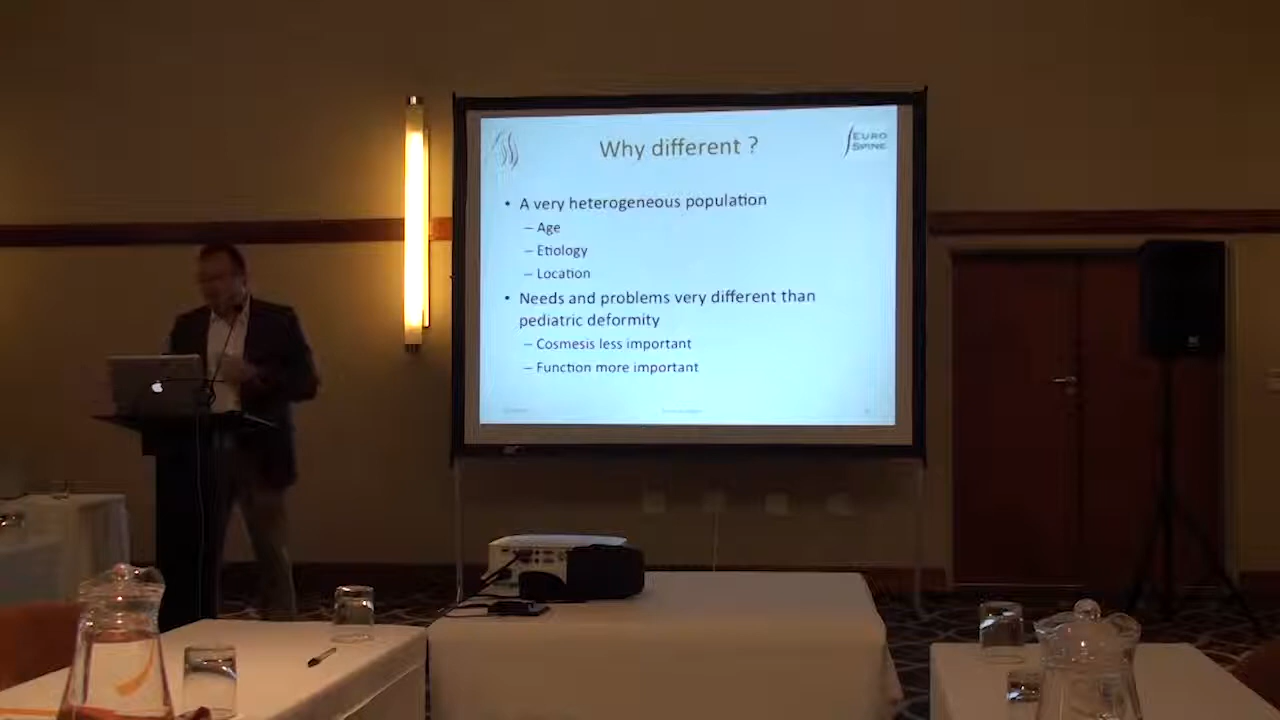 Why different ?
EURO
SPINE
• A very heterogeneous population
– Age
– Etiology
– Location
• Needs and problems very different than
pediatric deformity
– Cosmesis less important
– Function more important